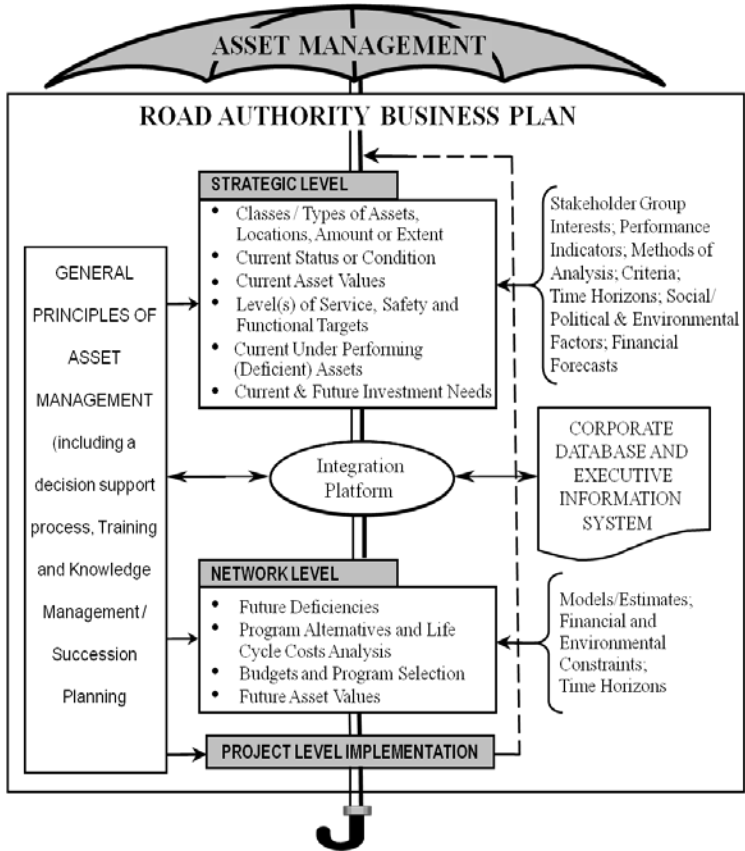 ASSET MANAGEMENT
ROAD AUTHORITY BUSINESS PLAN
STRATEGIC LEVEL
• Classes / Types of Assets,
Locations, Amount or Extent
• Current Status or Condition
• Current Asset Values
• Level(s) of Service, Safety and
Functional Targets
• Current Under Performing
(Deficient) Assets
• Current & Future Investment Needs
Stakeholder Group
Interests; Performance
Indicators; Methods of
Analysis; Criteria;
Time Horizons; Social/
Political & Environmental
Factors; Financial
Forecasts
GENERAL
PRINCIPLES OF
ASSET
MANAGEMENT
(including a
decision support
process, Training
and Knowledge
Management /
Succession
Planning
Integration
Platform
CORPORATE
DATABASE AND
EXECUTIVE
INFORMATION
SYSTEM
NETWORK LEVEL
• Future Deficiencies
• Program Alternatives and Life
Cycle Costs Analysis
• Budgets and Program Selection
• Future Asset Values
Models/Estimates;
Financial and
Environmental
Constraints;
Time Horizons
PROJECT LEVEL IMPLEMENTATION